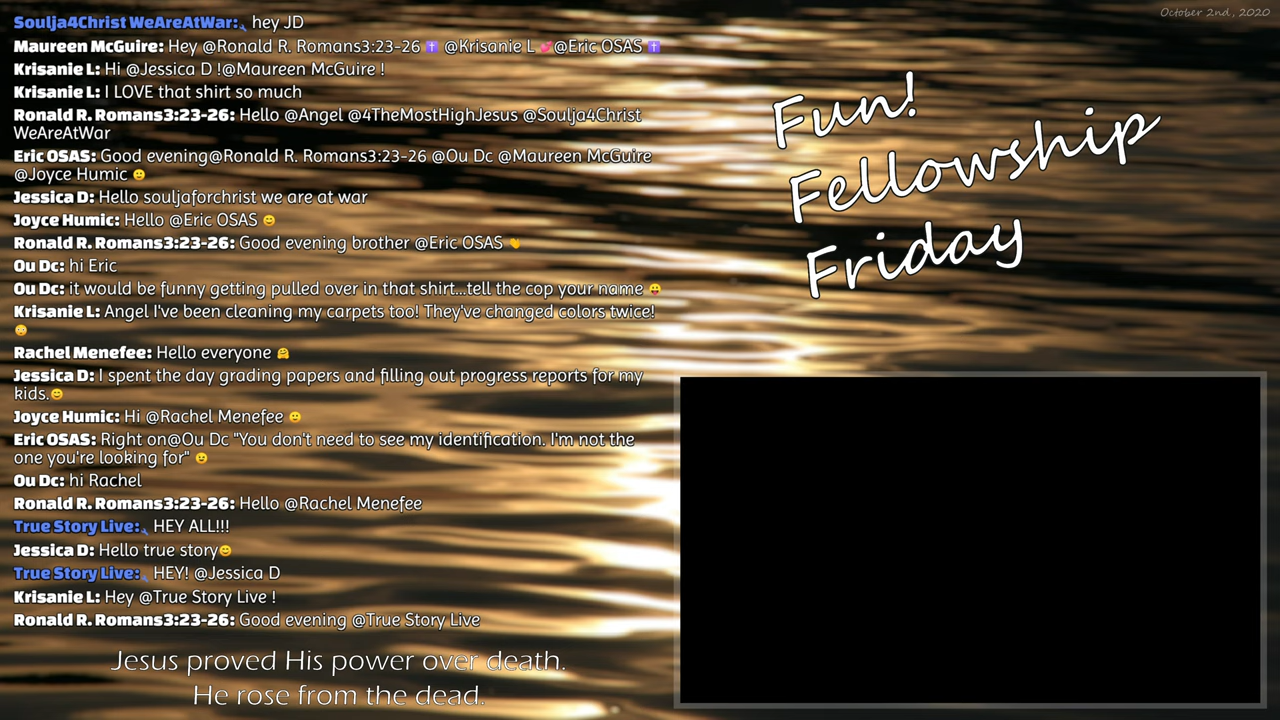 October 2nd, 2020
Soulja4Christ WeAreAtWar: hey JD
Maureen McGuire: Hey @Ronald R. Romans3:23-26 ✝️ @Krisanie L 💕@Eric OSAS ✝️
Krisanie L: Hi @Jessica D !@Maureen McGuire !
Krisanie L: I LOVE that shirt so much
Ronald R. Romans3:23-26: Hello @Angel @4TheMostHighJesus @Soulja4Christ
WeAreAtWar
Eric OSAS: Good evening@Ronald R. Romans3:23-26 @Ou Dc @Maureen McGuire
@Joyce Humic 🙂
Jessica D: Hello souljaforchrist we are at war
Joyce Humic: Hello @Eric OSAS 😊
Ronald R. Romans3:23-26: Good evening brother @Eric OSAS 👋
Ou Dc: hi Eric
Ou Dc: it would be funny getting pulled over in that shirt...tell the cop your name 😛
Krisanie L: Angel I've been cleaning my carpets too! They've changed colors twice!
😳
Rachel Menefee: Hello everyone 🤗
Jessica D: I spent the day grading papers and filling out progress reports for my
kids.😊
Joyce Humic: Hi @Rachel Menefee 🙂
Eric OSAS: Right on@Ou Dc "You don't need to see my identification. I'm not the
one you're looking for" 😉
Ou Dc: hi Rachel
Ronald R. Romans3:23-26: Hello @Rachel Menefee
True Story Live: HEY ALL!!!
Jessica D: Hello true story😊
True Story Live: HEY! @Jessica D
Krisanie L: Hey @True Story Live !
Ronald R. Romans3:23-26: Good evening @True Story Live
Jesus proved His power over death.
He rose from the dead.
Fun!
Fellowship
Friday